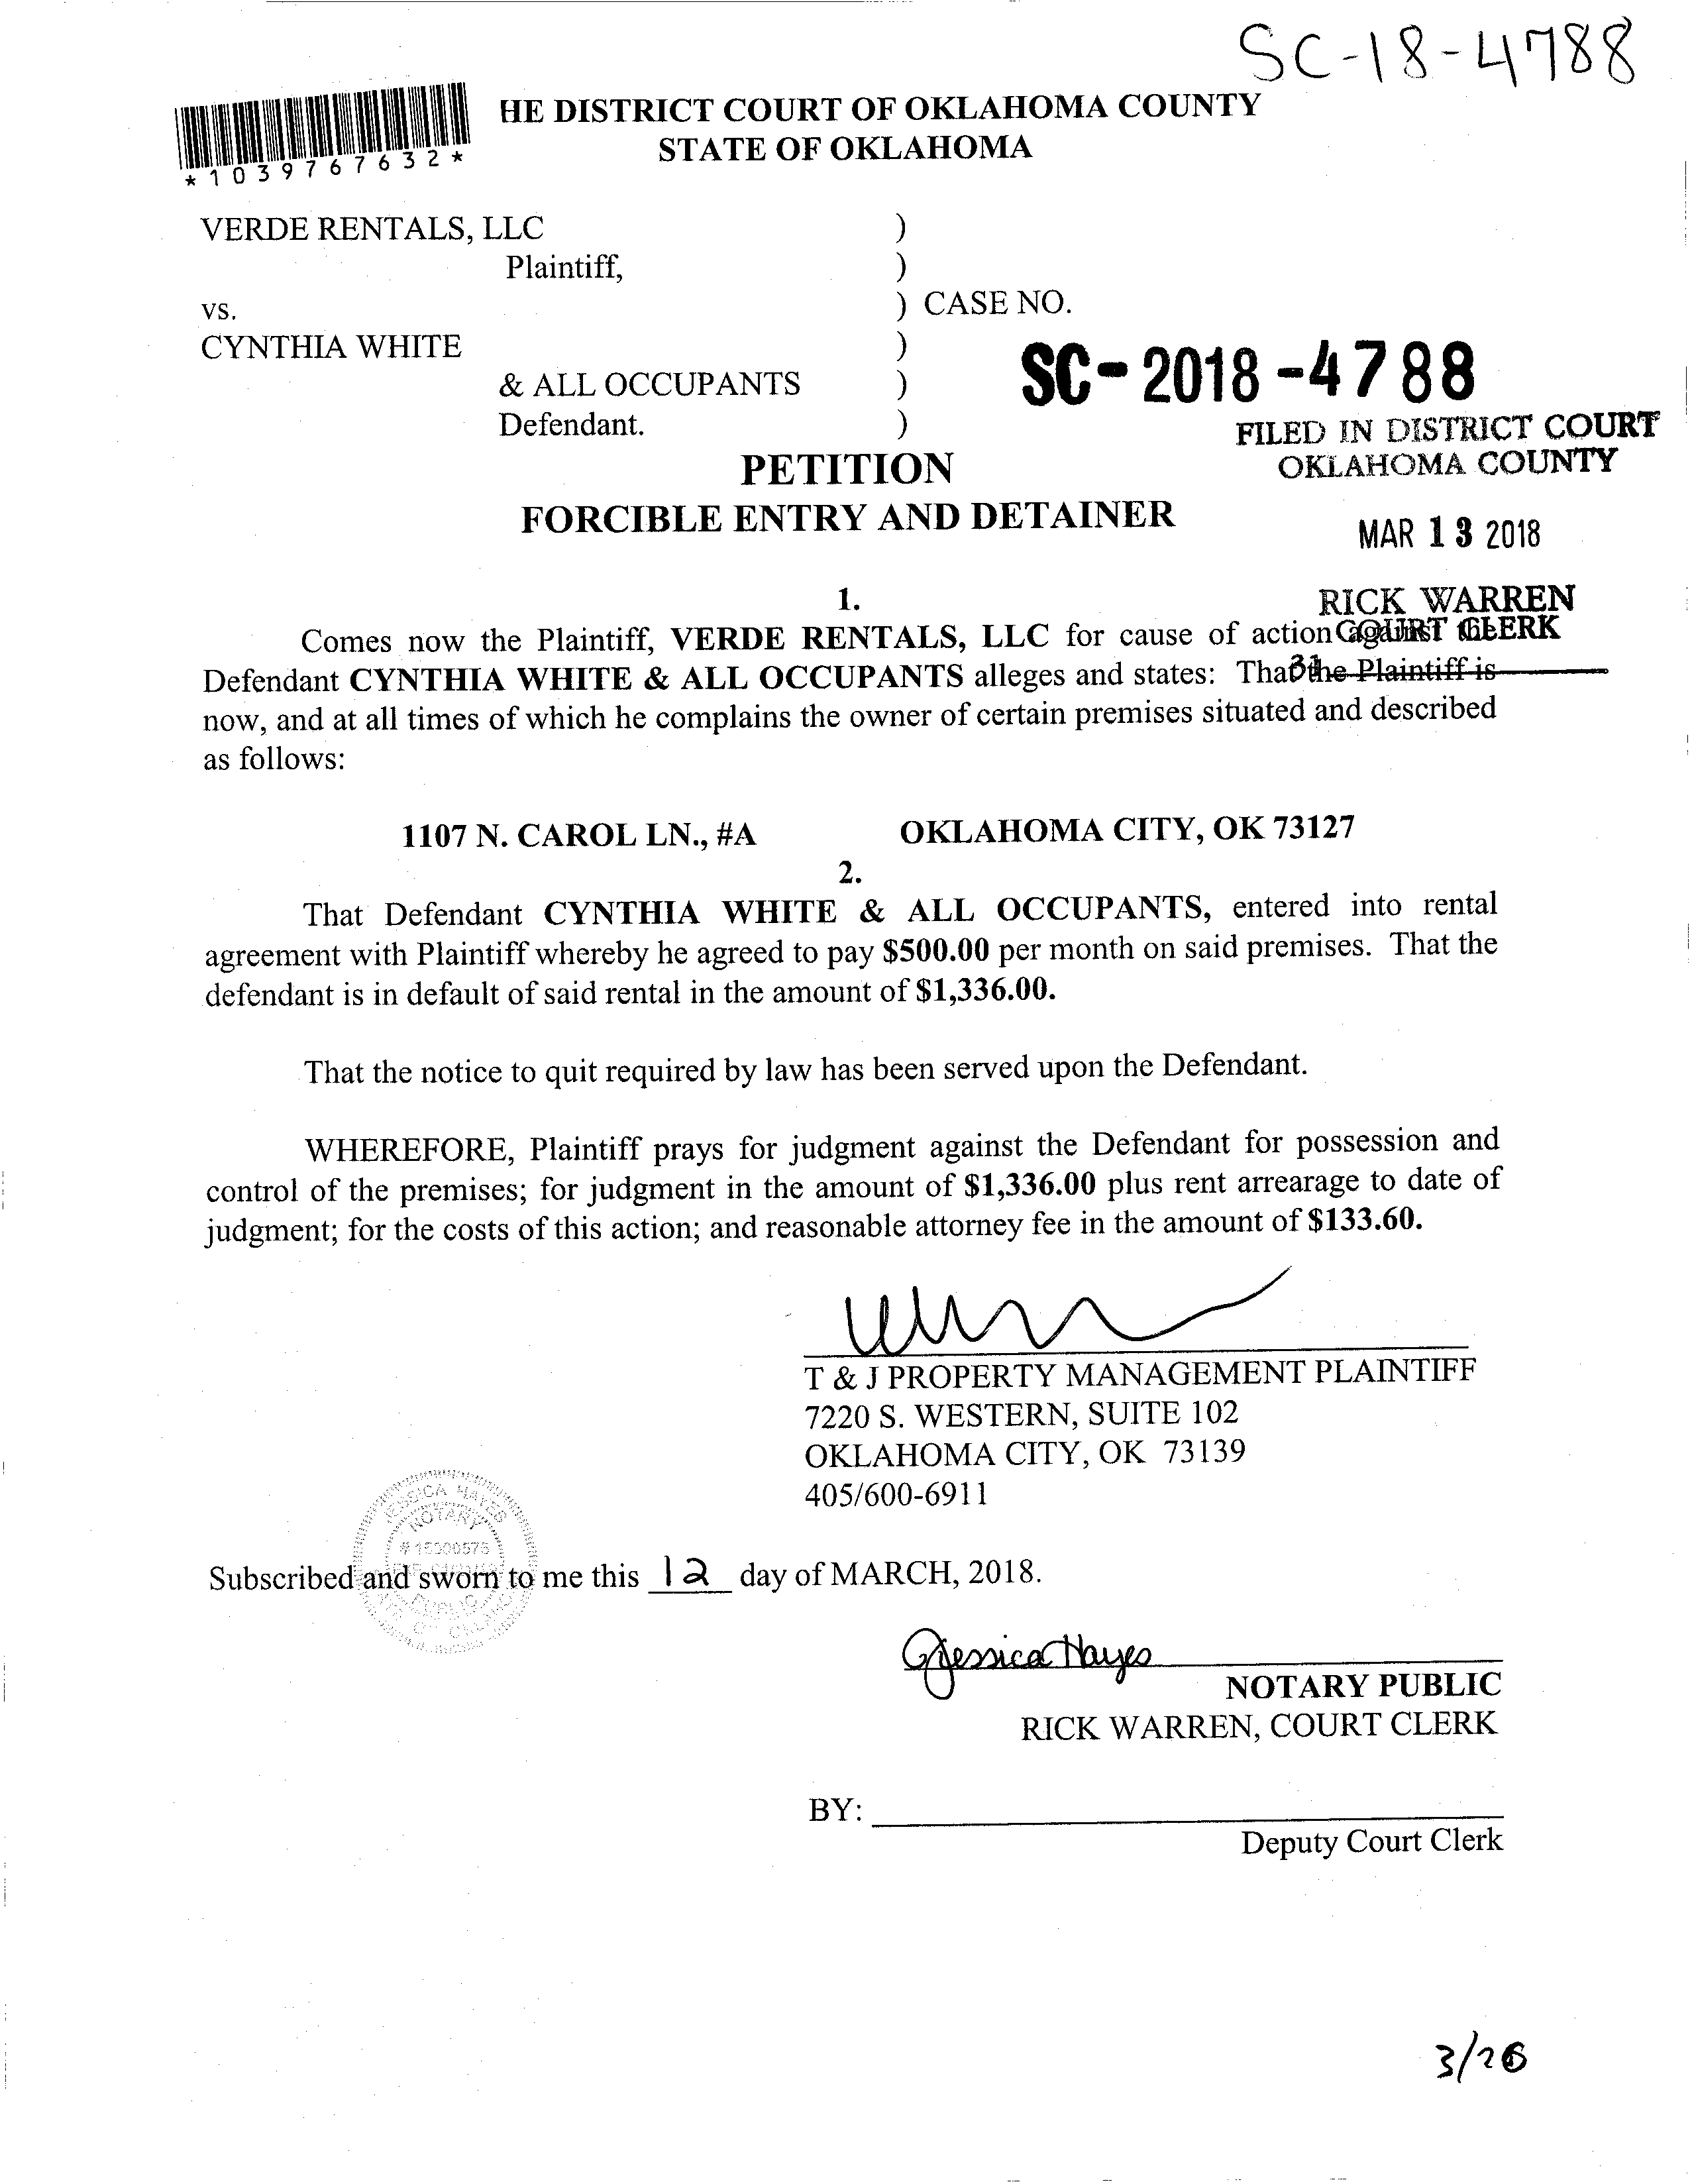 SC-18-4788
HE DISTRICT COURT OF OKLAHOMA COUNTY
STATE OF OKLAHOMA
*1039767632*
VERDE RENTALS, LLC )
Plaintiff, )
vs. ) CASE NO.
CYNTHIA WHITE )
& ALL OCCUPANTS )
Defendant. )
SC-2018-4788
FILED IN DISTRICT COURT
OKLAHOMA COUNTY
PETITION
FORCIBLE ENTRY AND DETAINER
MAR 13 2018
1.
RICK WARREN
COURT CLERK
Comes now the Plaintiff, VERDE RENTALS, LLC for cause of action against the
Defendant CYNTHIA WHITE & ALL OCCUPANTS alleges and states: That the Plaintiff is
now, and at all times of which he complains the owner of certain premises situated and described
as follows:
1107 N. CAROL LN., #A OKLAHOMA CITY, OK 73127
2.
That Defendant CYNTHIA WHITE & ALL OCCUPANTS, entered into rental
agreement with Plaintiff whereby he agreed to pay $500.00 per month on said premises. That the
defendant is in default of said rental in the amount of $1,336.00.
That the notice to quit required by law has been served upon the Defendant.
WHEREFORE, Plaintiff prays for judgment against the Defendant for possession and
control of the premises; for judgment in the amount of $1,336.00 plus rent arrearage to date of
judgment; for the costs of this action; and reasonable attorney fee in the amount of $133.60.
T & J PROPERTY MANAGEMENT PLAINTIFF
7220 S. WESTERN, SUITE 102
OKLAHOMA CITY, OK 73139
405/600-6911
JESSICA HAYES
NOTARY
# 15000575
PUBLIC
Subscribed and sworn to me this 12 day of MARCH, 2018.
Jessica Hayes
NOTARY PUBLIC
RICK WARREN, COURT CLERK
BY:
Deputy Court Clerk
3/26